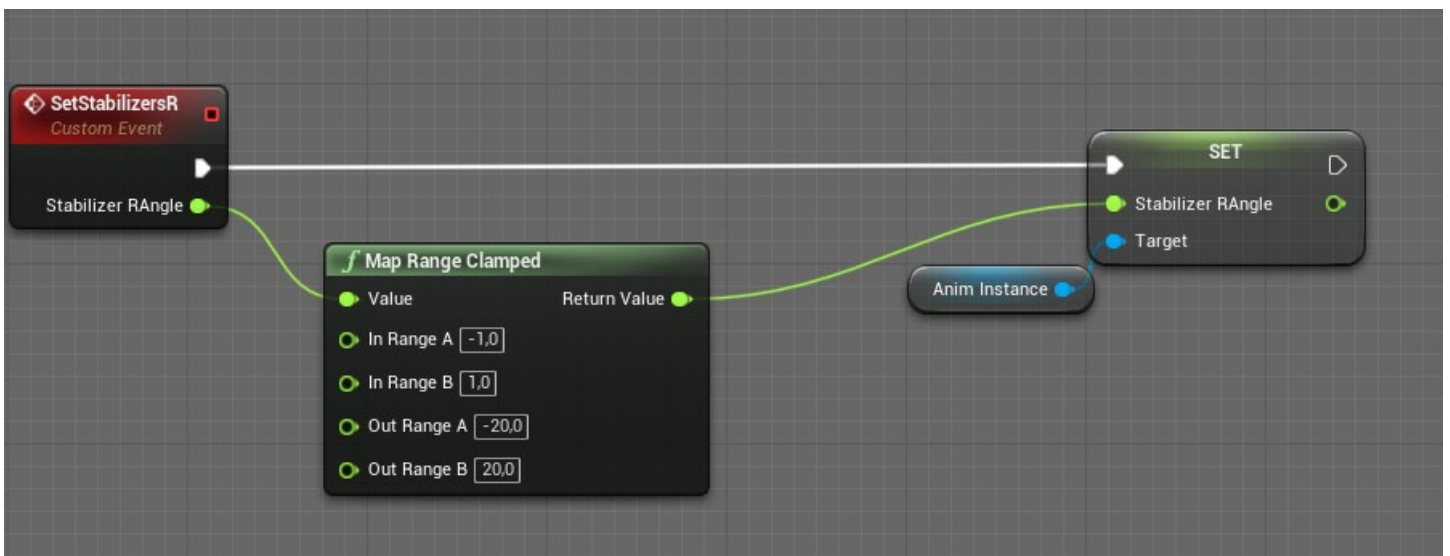 SetStabilizersR
Custom Event
Stabilizer RAngle
f Map Range Clamped
Value Return Value
In Range A -1,0
In Range B 1,0
Out Range A -20,0
Out Range B 20,0
Anim Instance
SET
Stabilizer RAngle
Target